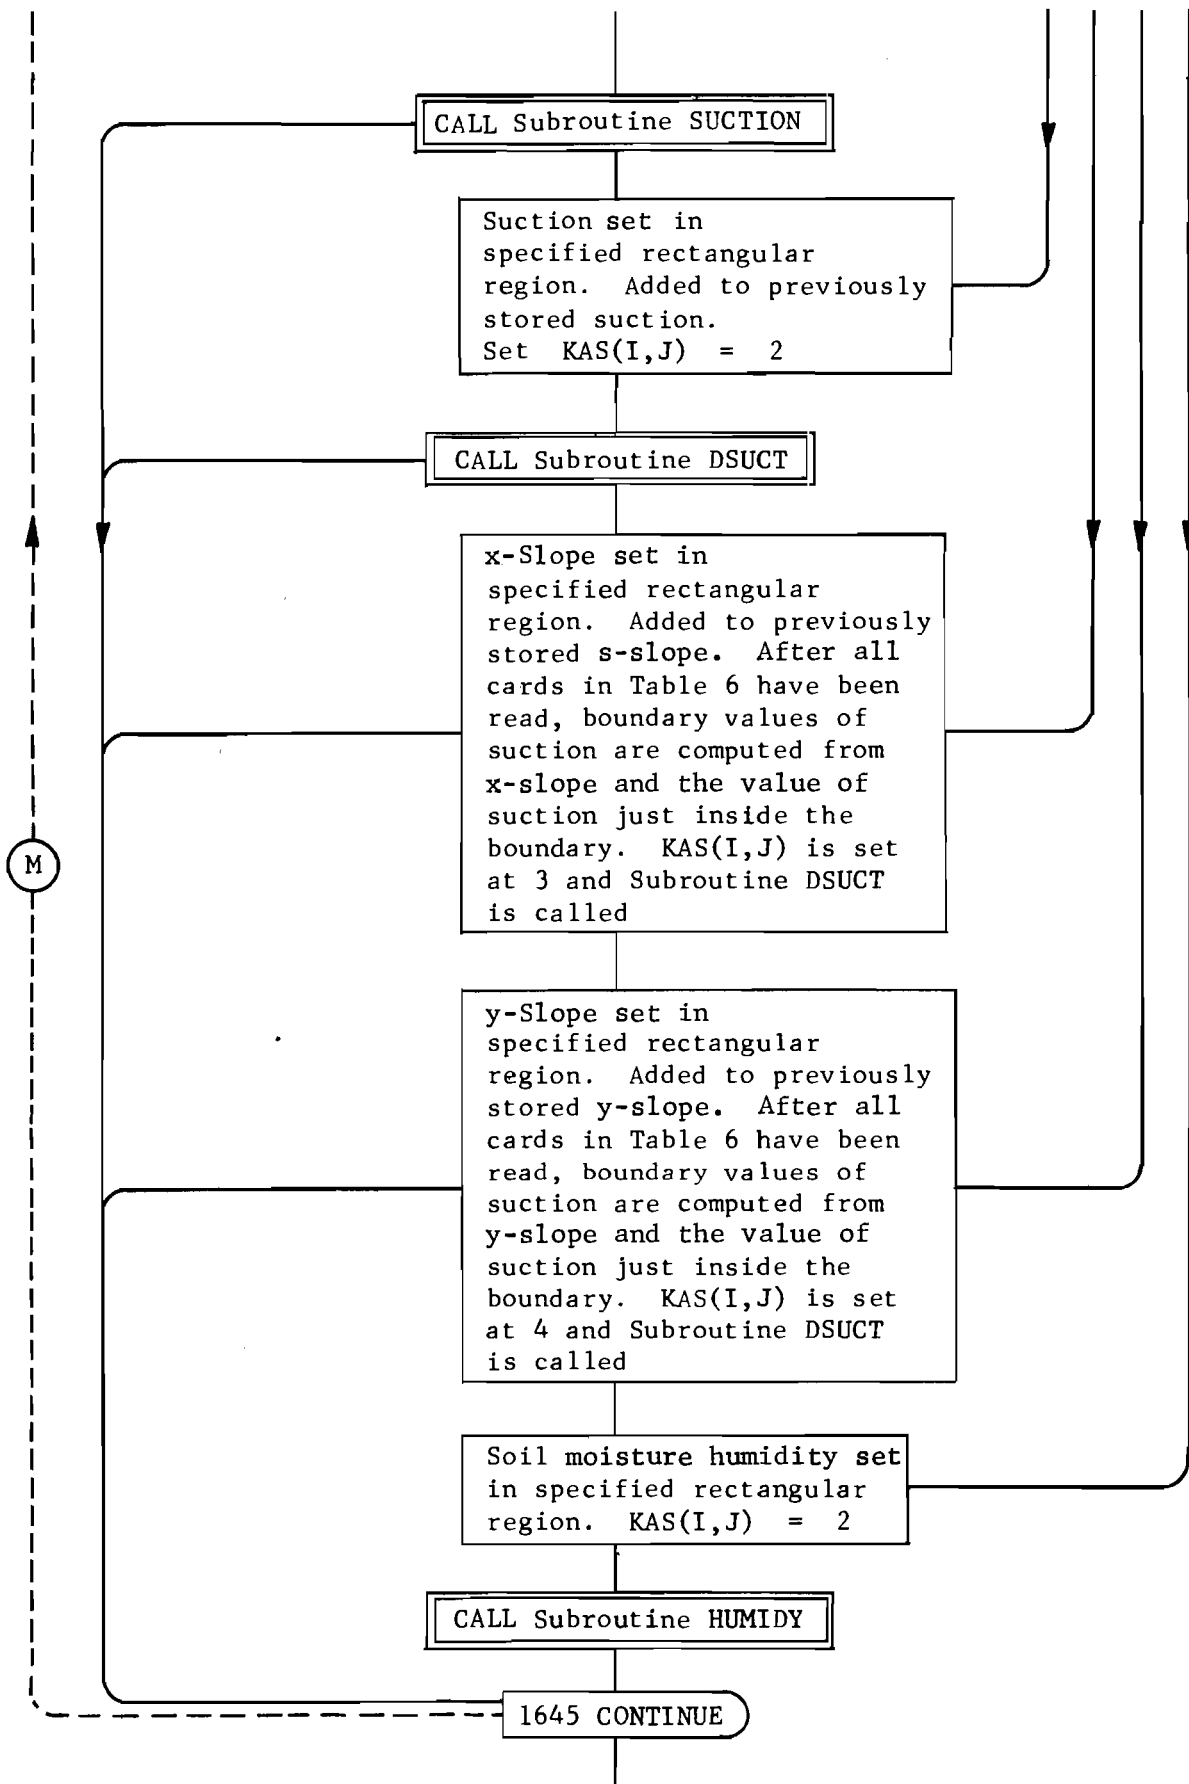 CALL Subroutine SUCTION
Suction set in
specified rectangular
region. Added to previously
stored suction.
Set KAS(I,J) = 2
CALL Subroutine DSUCT
x-Slope set in
specified rectangular
region. Added to previously
stored s-slope. After all
cards in Table 6 have been
read, boundary values of
suction are computed from
x-slope and the value of
suction just inside the
boundary. KAS(I,J) is set
at 3 and Subroutine DSUCT
is called
M
y-Slope set in
specified rectangular
region. Added to previously
stored y-slope. After all
cards in Table 6 have been
read, boundary values of
suction are computed from
y-slope and the value of
suction just inside the
boundary. KAS(I,J) is set
at 4 and Subroutine DSUCT
is called
Soil moisture humidity set
in specified rectangular
region. KAS(I,J) = 2
CALL Subroutine HUMIDY
1645 CONTINUE